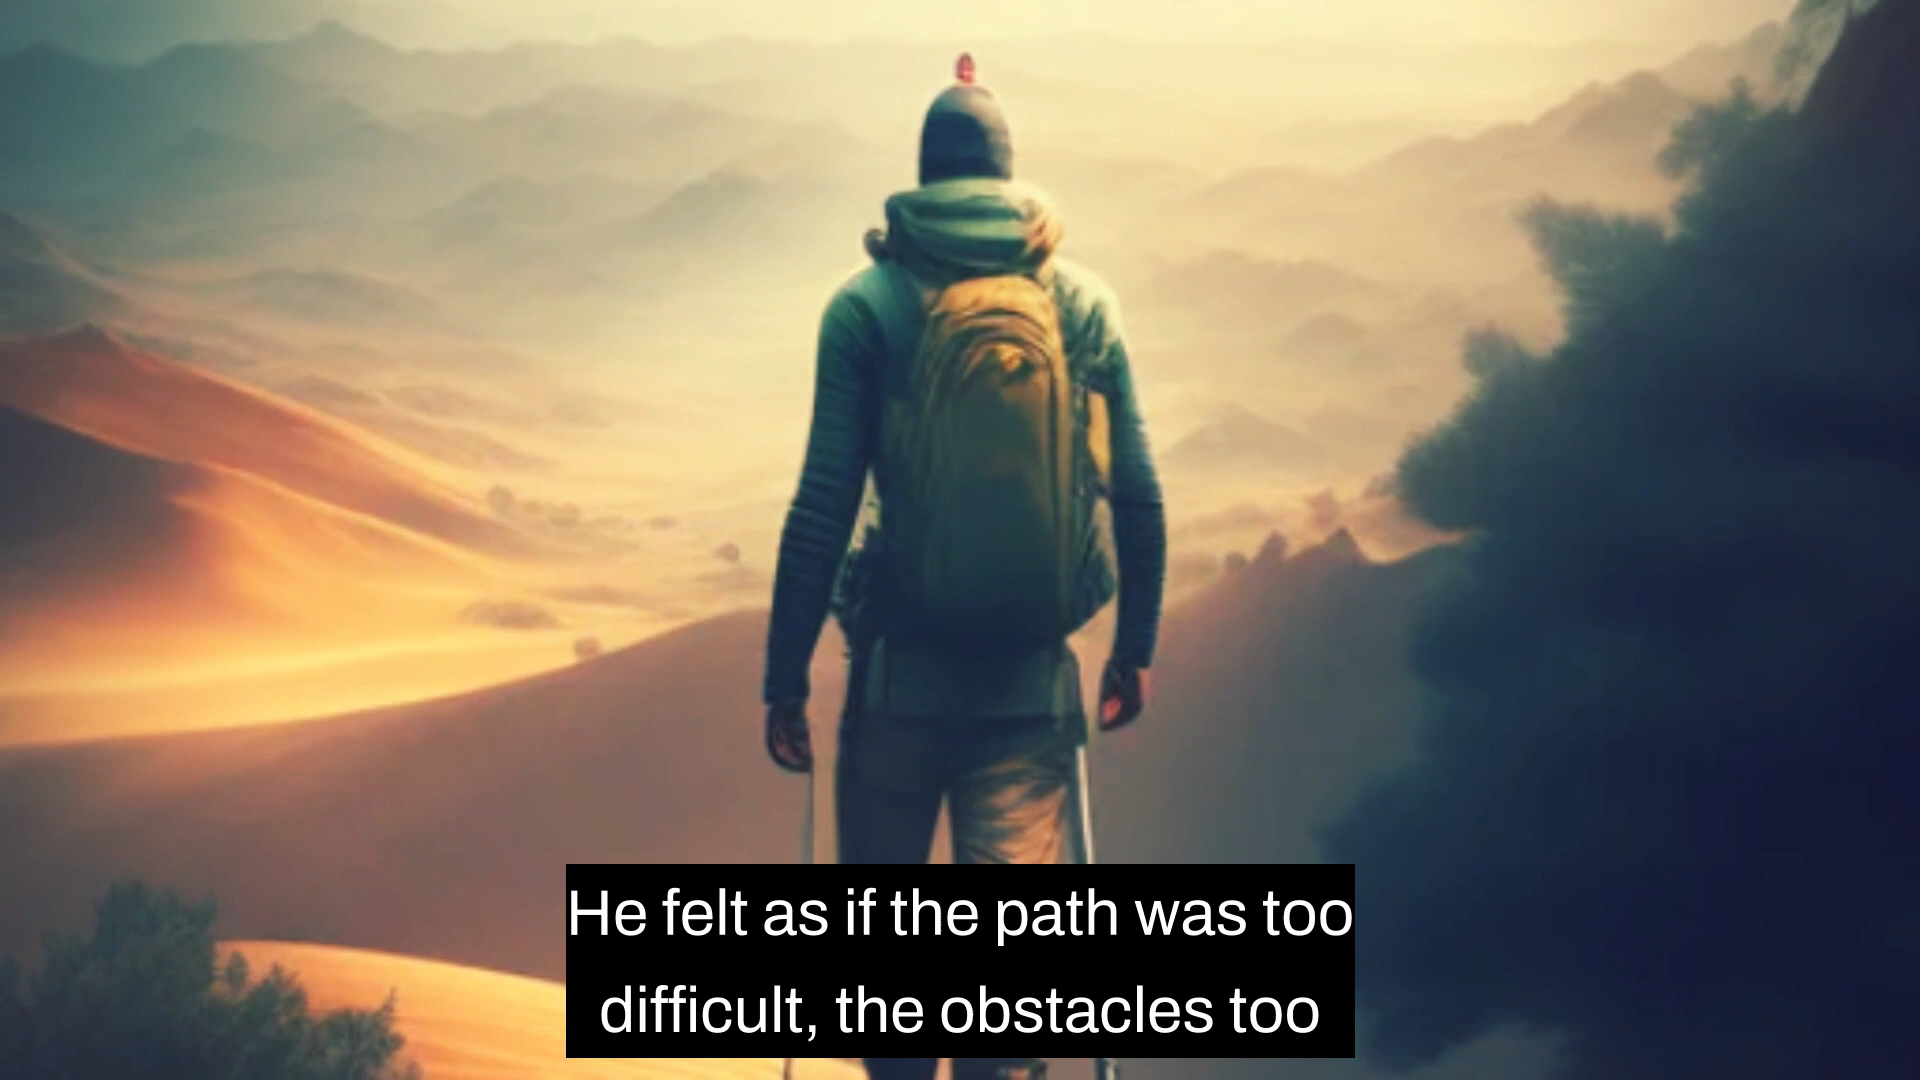 He felt as if the path was too
difficult, the obstacles too